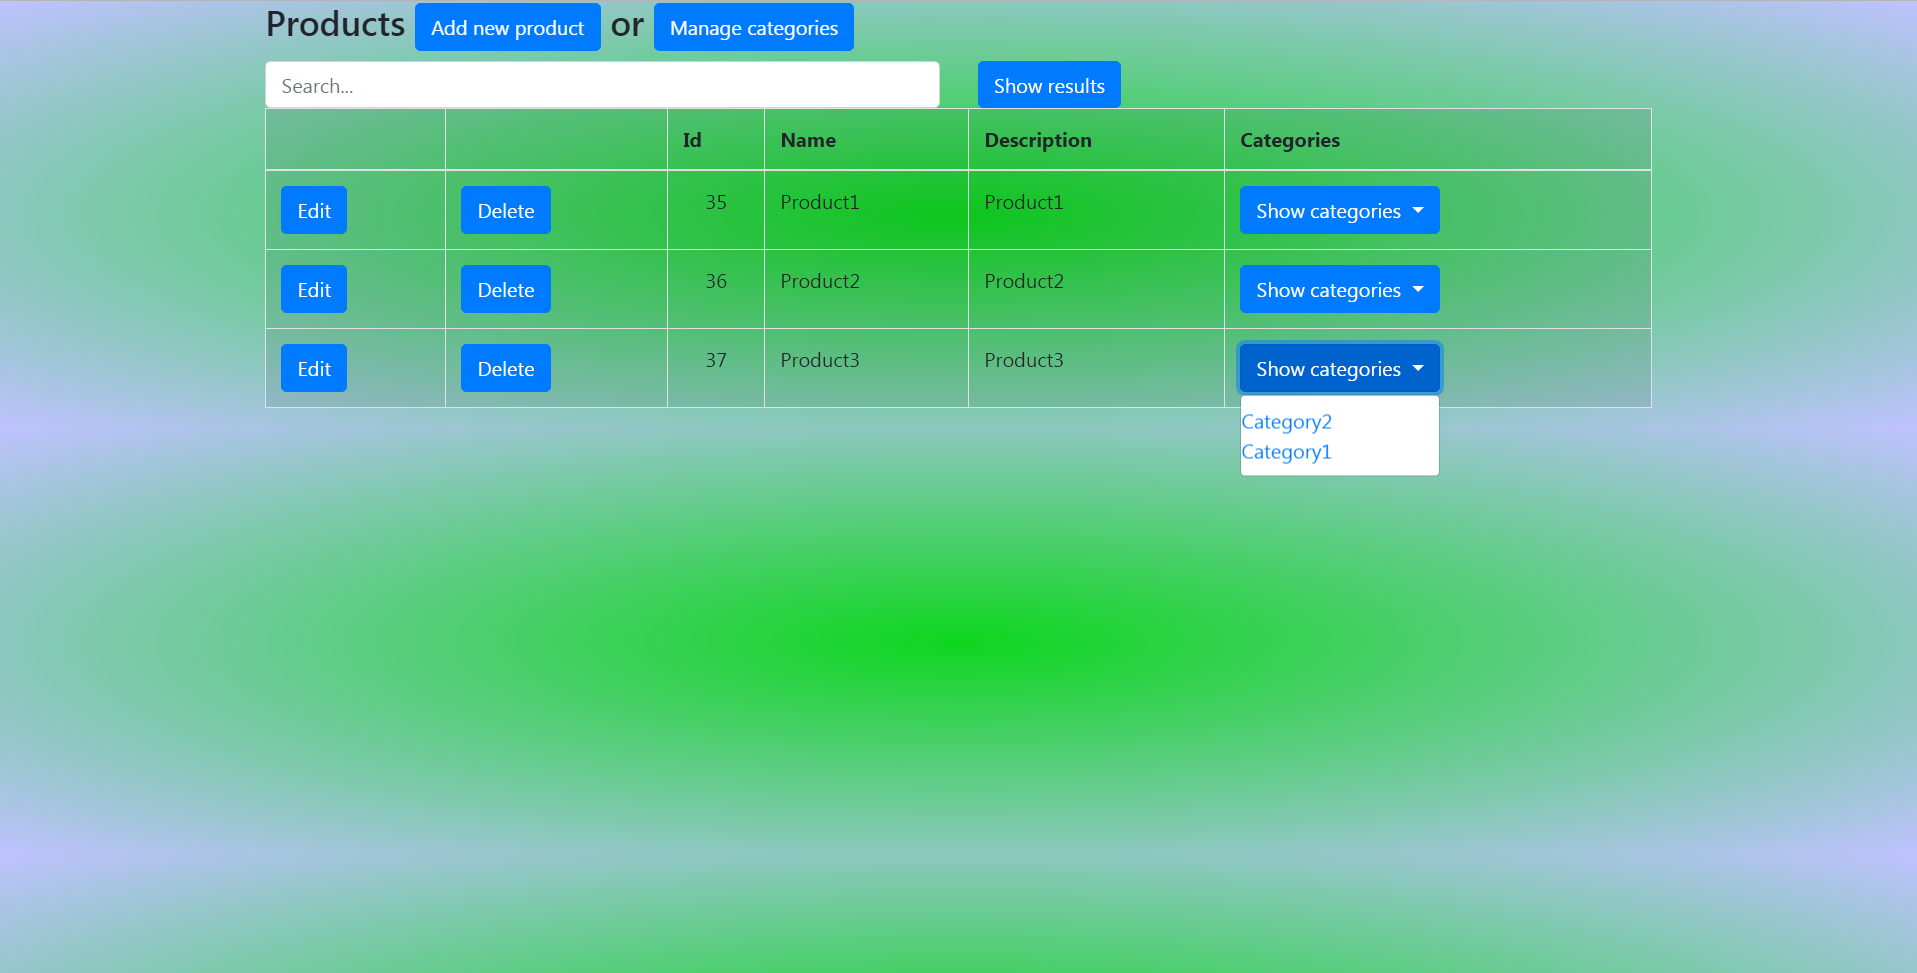 Products Add new product or Manage categories
Search... Show results
Id Name Description Categories
Edit Delete 35 Product1 Product1 Show categories
Edit Delete 36 Product2 Product2 Show categories
Edit Delete 37 Product3 Product3 Show categories
Category2
Category1